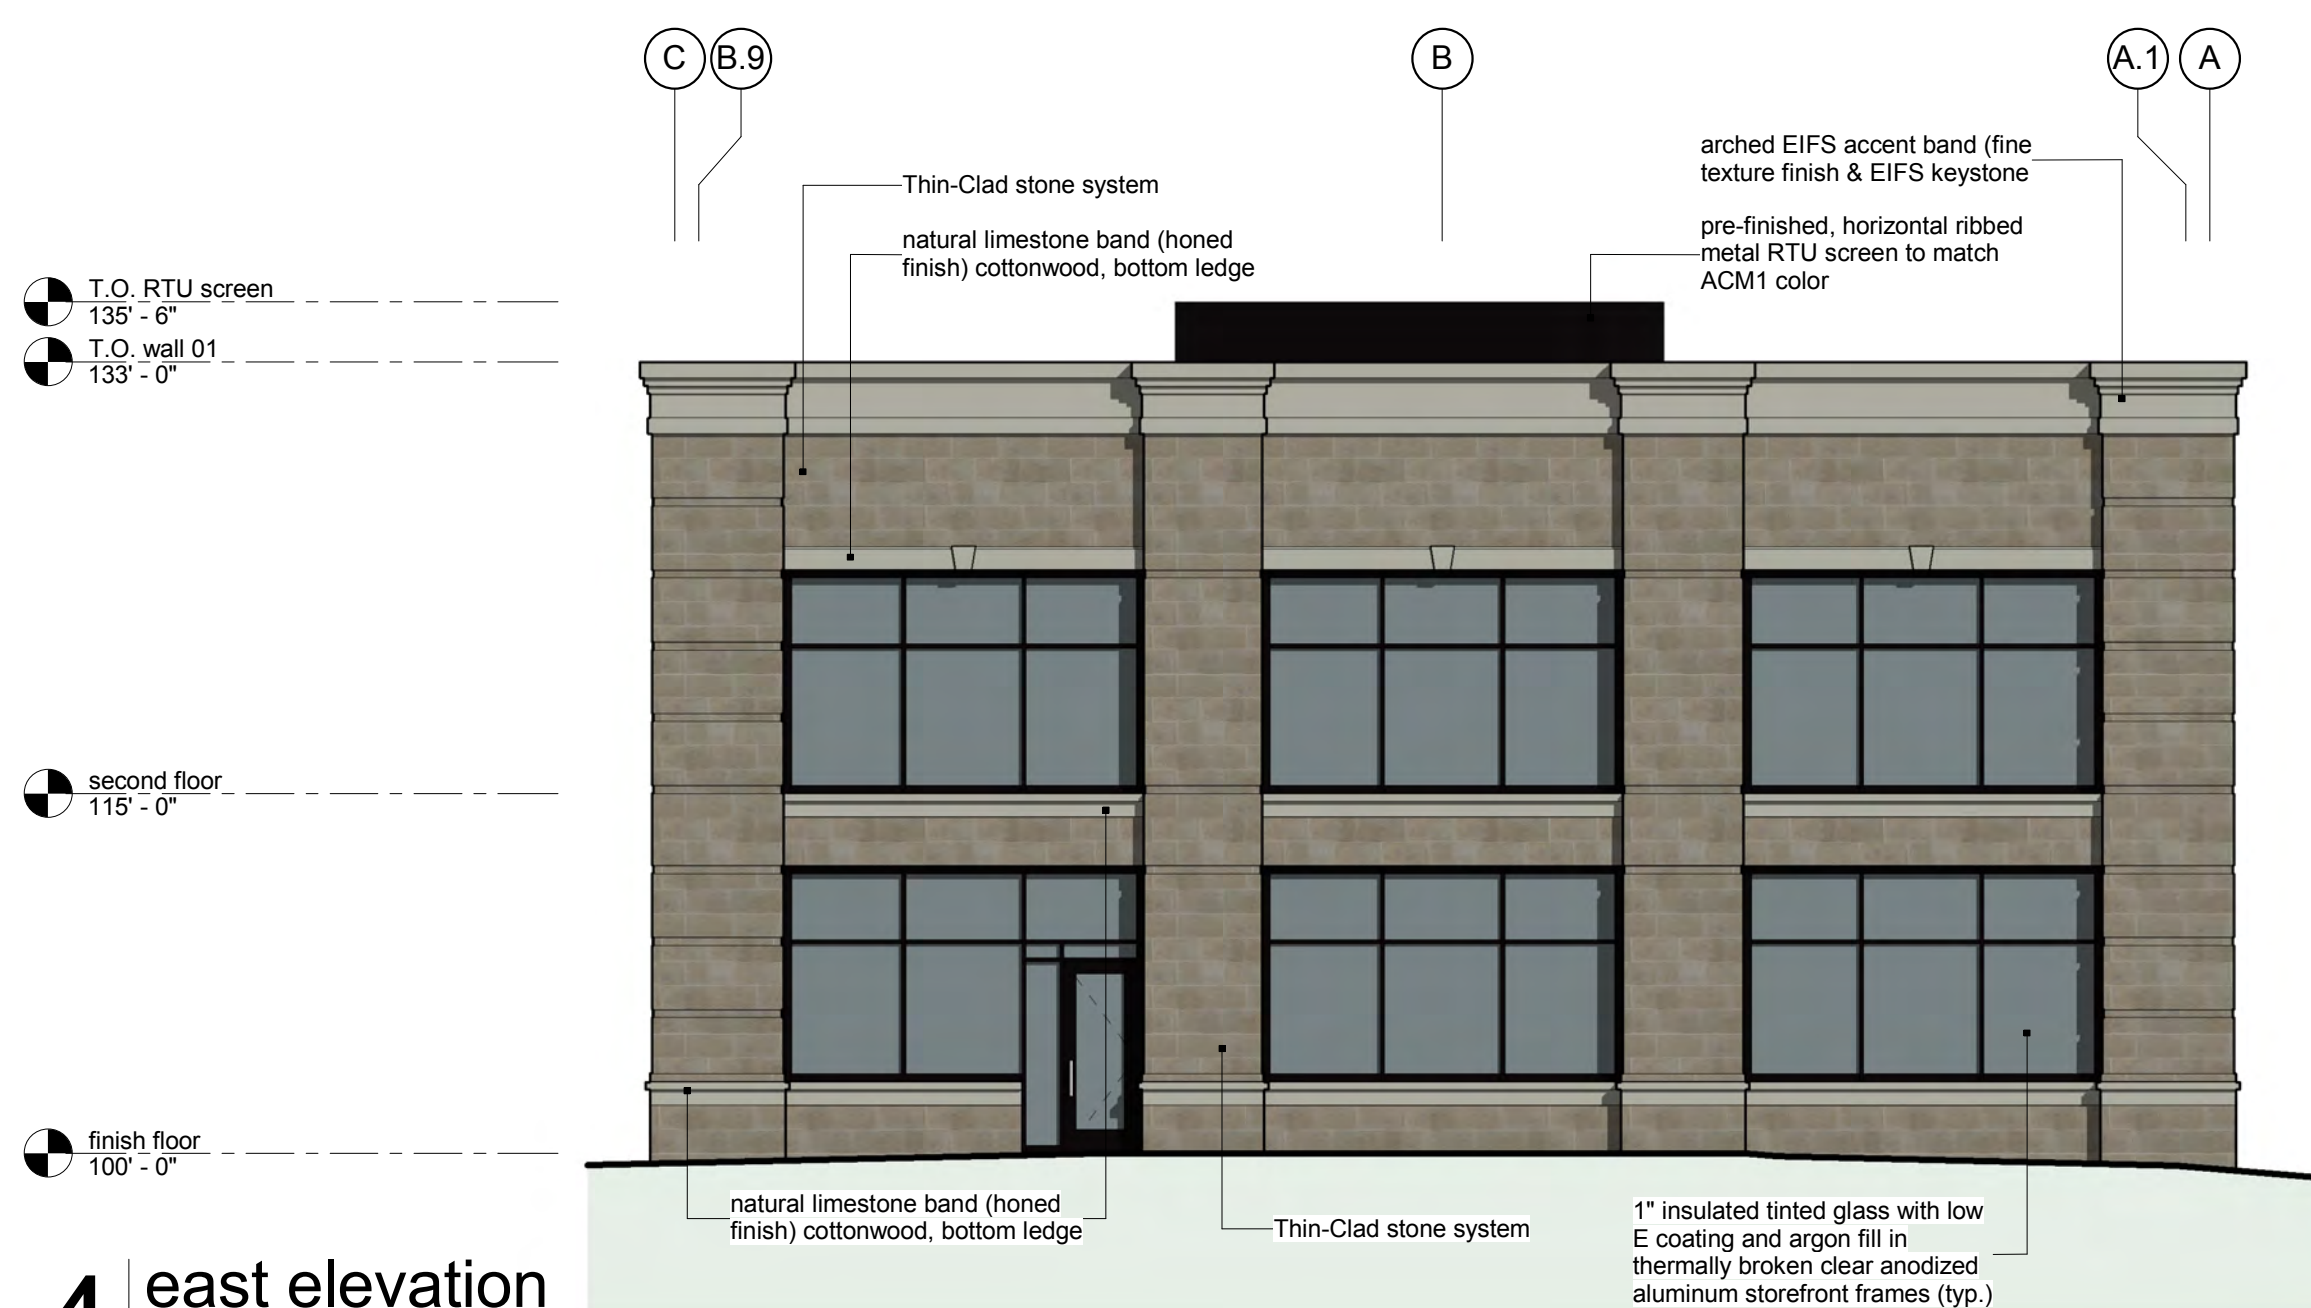 C B.9 B A.1 A
arched EIFS accent band (fine
texture finish & EIFS keystone
Thin-Clad stone system
pre-finished, horizontal ribbed
metal RTU screen to match
ACM1 color
natural limestone band (honed
finish) cottonwood, bottom ledge
T.O. RTU screen
135' - 6"
T.O. wall 01
133' - 0"
second floor
115' - 0"
finish floor
100' - 0"
natural limestone band (honed
finish) cottonwood, bottom ledge
Thin-Clad stone system
1" insulated tinted glass with low
E coating and argon fill in
thermally broken clear anodized
aluminum storefront frames (typ.)
4 east elevation